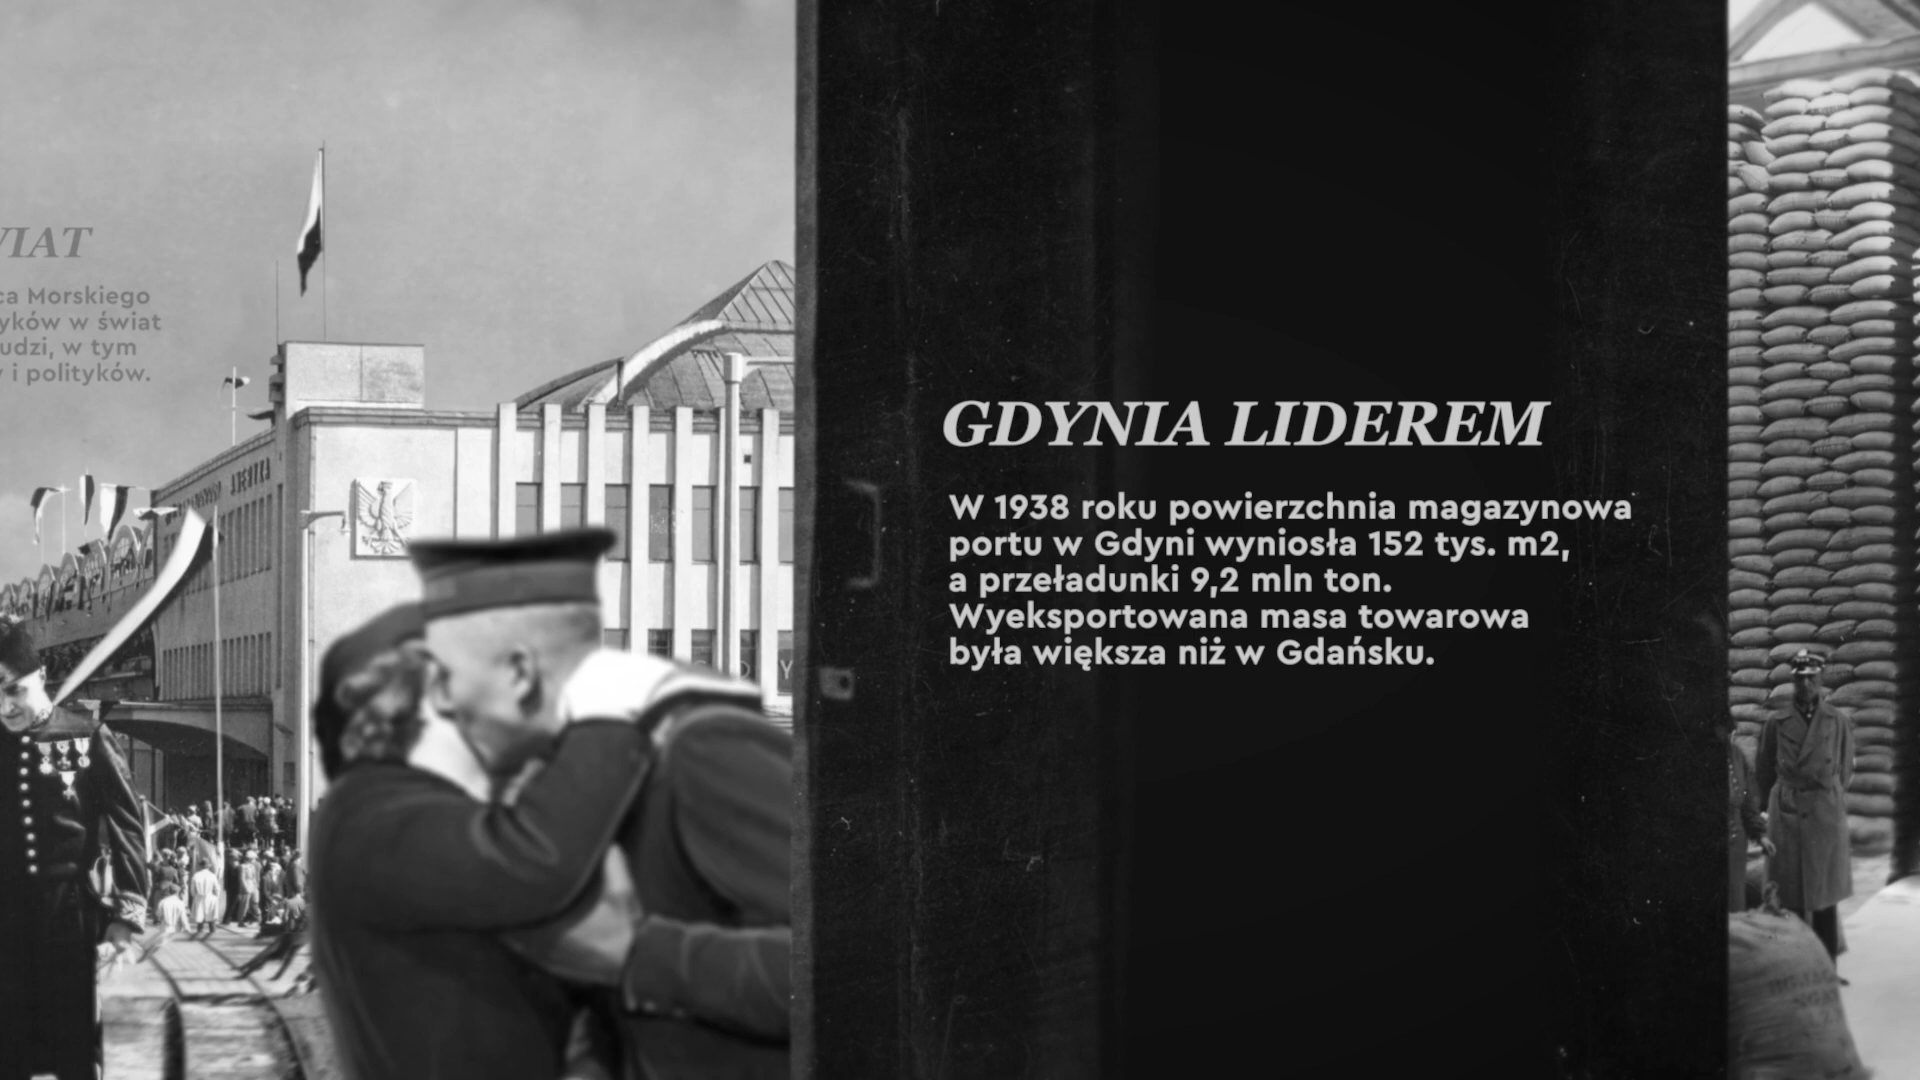 ca Morskiego
yków w świat
udzi, w tym
i polityków.
GDYNIA LIDEREM
W 1938 roku powierzchnia magazynowa
portu w Gdyni wyniosła 152 tys. m2,
a przeładunki 9,2 mln ton.
Wyeksportowana masa towarowa
była większa niż w Gdańsku.